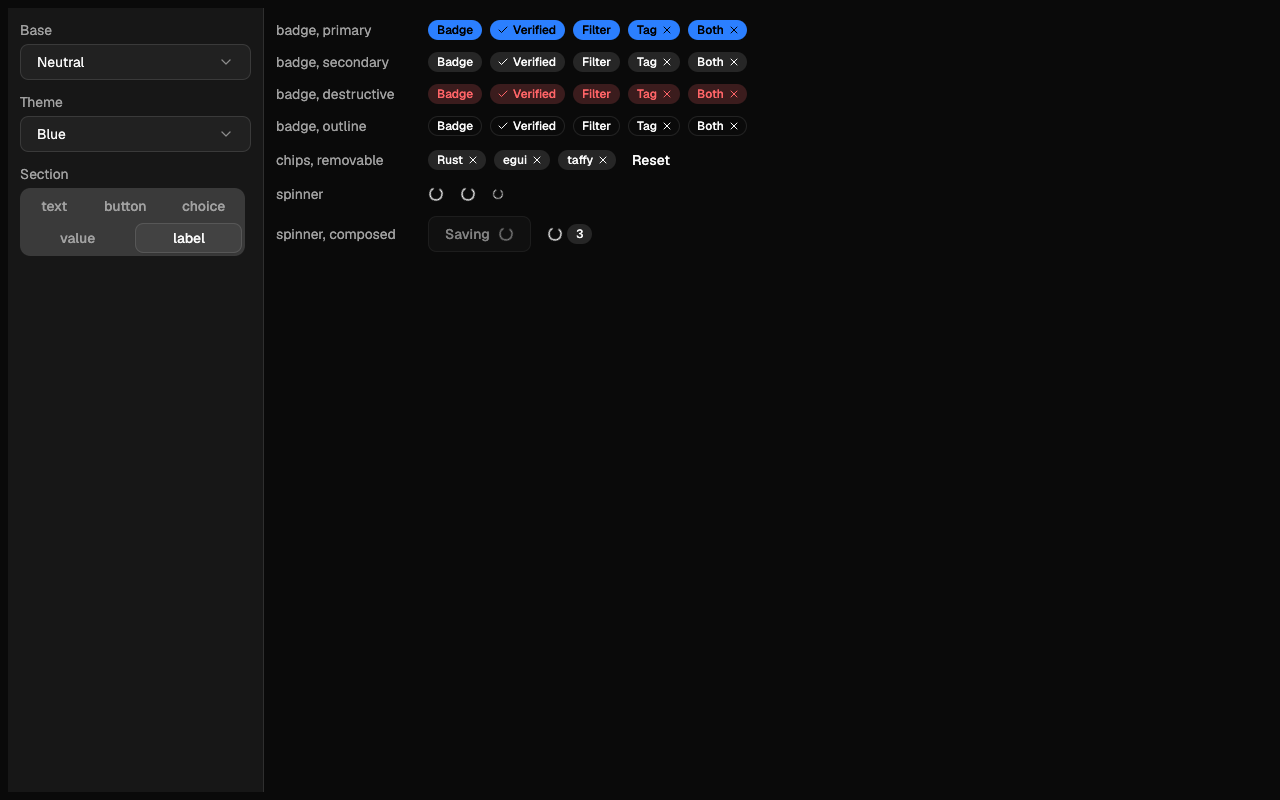 Base
Neutral
Theme
Blue
Section
text button choice
value label
badge, primary Badge Verified Filter Tag Both
badge, secondary Badge Verified Filter Tag Both
badge, destructive Badge Verified Filter Tag Both
badge, outline Badge Verified Filter Tag Both
chips, removable Rust egui taffy Reset
spinner
spinner, composed Saving 3